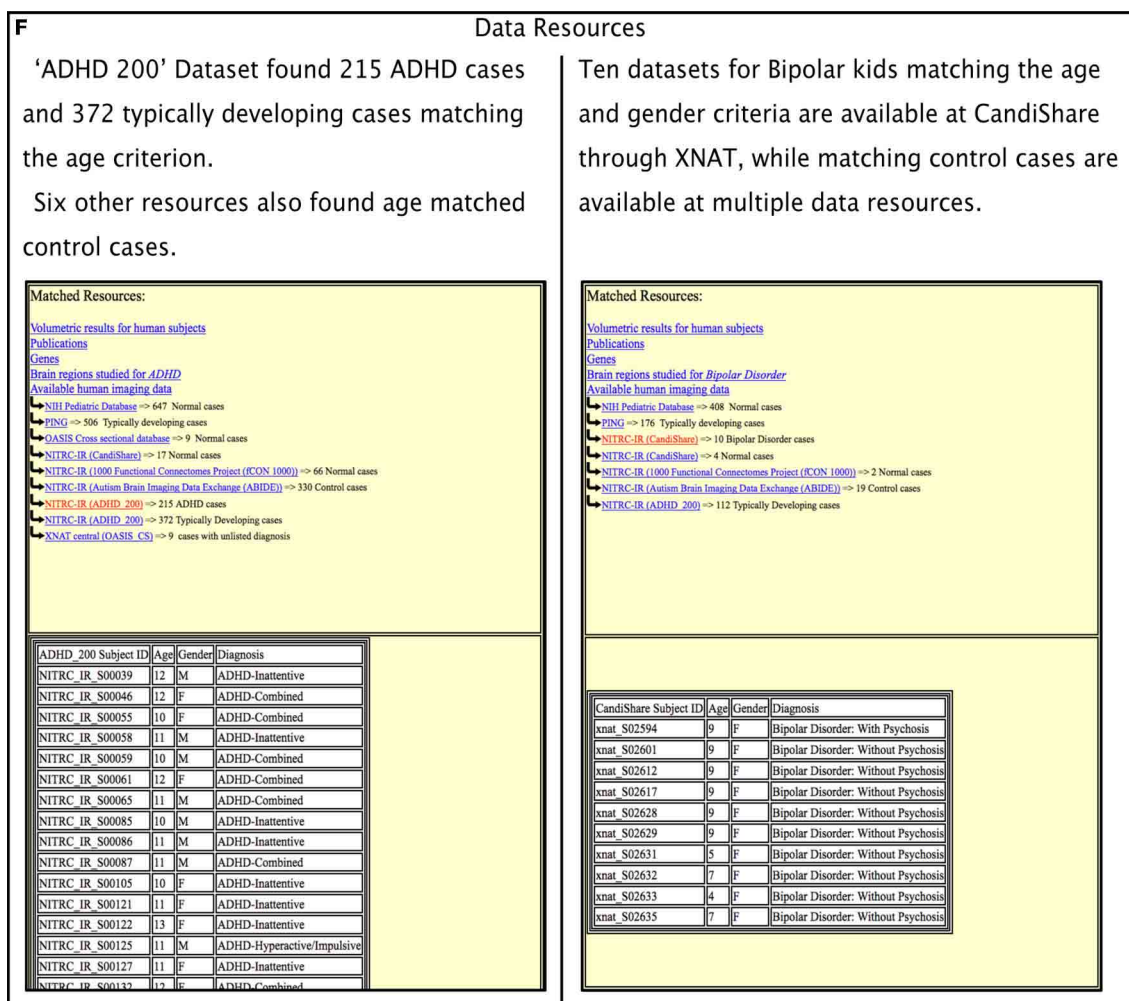 F
Data Resources
‘ADHD 200’ Dataset found 215 ADHD cases
and 372 typically developing cases matching
the age criterion.
Six other resources also found age matched
control cases.
Matched Resources:
Volumetric results for human subjects
Publications
Genes
Brain regions studied for ADHD
Available human imaging data
NIH Pediatric Database => 647 Normal cases
PING => 506 Typically developing cases
OASIS Cross sectional database => 9 Normal cases
NITRC-IR (CandiShare) => 17 Normal cases
NITRC-IR (1000 Functional Connectomes Project (fCON 1000)) => 66 Normal cases
NITRC-IR (Autism Brain Imaging Data Exchange (ABIDE)) => 330 Control cases
NITRC-IR (ADHD_200) => 215 ADHD cases
NITRC-IR (ADHD_200) => 372 Typically Developing cases
XNAT central (OASIS_CS) => 9 cases with unlisted diagnosis
ADHD_200 Subject ID Age Gender Diagnosis
NITRC_IR_S00039 12 M ADHD-Inattentive
NITRC_IR_S00046 12 F ADHD-Combined
NITRC_IR_S00055 10 F ADHD-Combined
NITRC_IR_S00058 11 M ADHD-Inattentive
NITRC_IR_S00059 10 M ADHD-Combined
NITRC_IR_S00061 12 F ADHD-Combined
NITRC_IR_S00065 11 M ADHD-Combined
NITRC_IR_S00085 10 M ADHD-Inattentive
NITRC_IR_S00086 11 M ADHD-Inattentive
NITRC_IR_S00087 11 M ADHD-Combined
NITRC_IR_S00105 10 F ADHD-Inattentive
NITRC_IR_S00121 11 F ADHD-Inattentive
NITRC_IR_S00122 13 F ADHD-Inattentive
NITRC_IR_S00125 11 M ADHD-Hyperactive/Impulsive
NITRC_IR_S00127 11 F ADHD-Inattentive
NITRC_IR_S00132 12 F ADHD-Combined
Ten datasets for Bipolar kids matching the age
and gender criteria are available at CandiShare
through XNAT, while matching control cases are
available at multiple data resources.
Matched Resources:
Volumetric results for human subjects
Publications
Genes
Brain regions studied for Bipolar Disorder
Available human imaging data
NIH Pediatric Database => 408 Normal cases
PING => 176 Typically developing cases
NITRC-IR (CandiShare) => 10 Bipolar Disorder cases
NITRC-IR (CandiShare) => 4 Normal cases
NITRC-IR (1000 Functional Connectomes Project (fCON 1000)) => 2 Normal cases
NITRC-IR (Autism Brain Imaging Data Exchange (ABIDE)) => 19 Control cases
NITRC-IR (ADHD_200) => 112 Typically Developing cases
CandiShare Subject ID Age Gender Diagnosis
xnat_S02594 9 F Bipolar Disorder: With Psychosis
xnat_S02601 9 F Bipolar Disorder: Without Psychosis
xnat_S02612 9 F Bipolar Disorder: Without Psychosis
xnat_S02617 9 F Bipolar Disorder: Without Psychosis
xnat_S02628 9 F Bipolar Disorder: Without Psychosis
xnat_S02629 9 F Bipolar Disorder: Without Psychosis
xnat_S02631 5 F Bipolar Disorder: Without Psychosis
xnat_S02632 7 F Bipolar Disorder: Without Psychosis
xnat_S02633 4 F Bipolar Disorder: Without Psychosis
xnat_S02635 7 F Bipolar Disorder: Without Psychosis